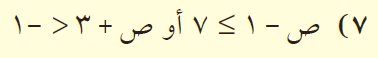 ٧) ص − ١ ≥ ٧ أو ص + ٣ < −١